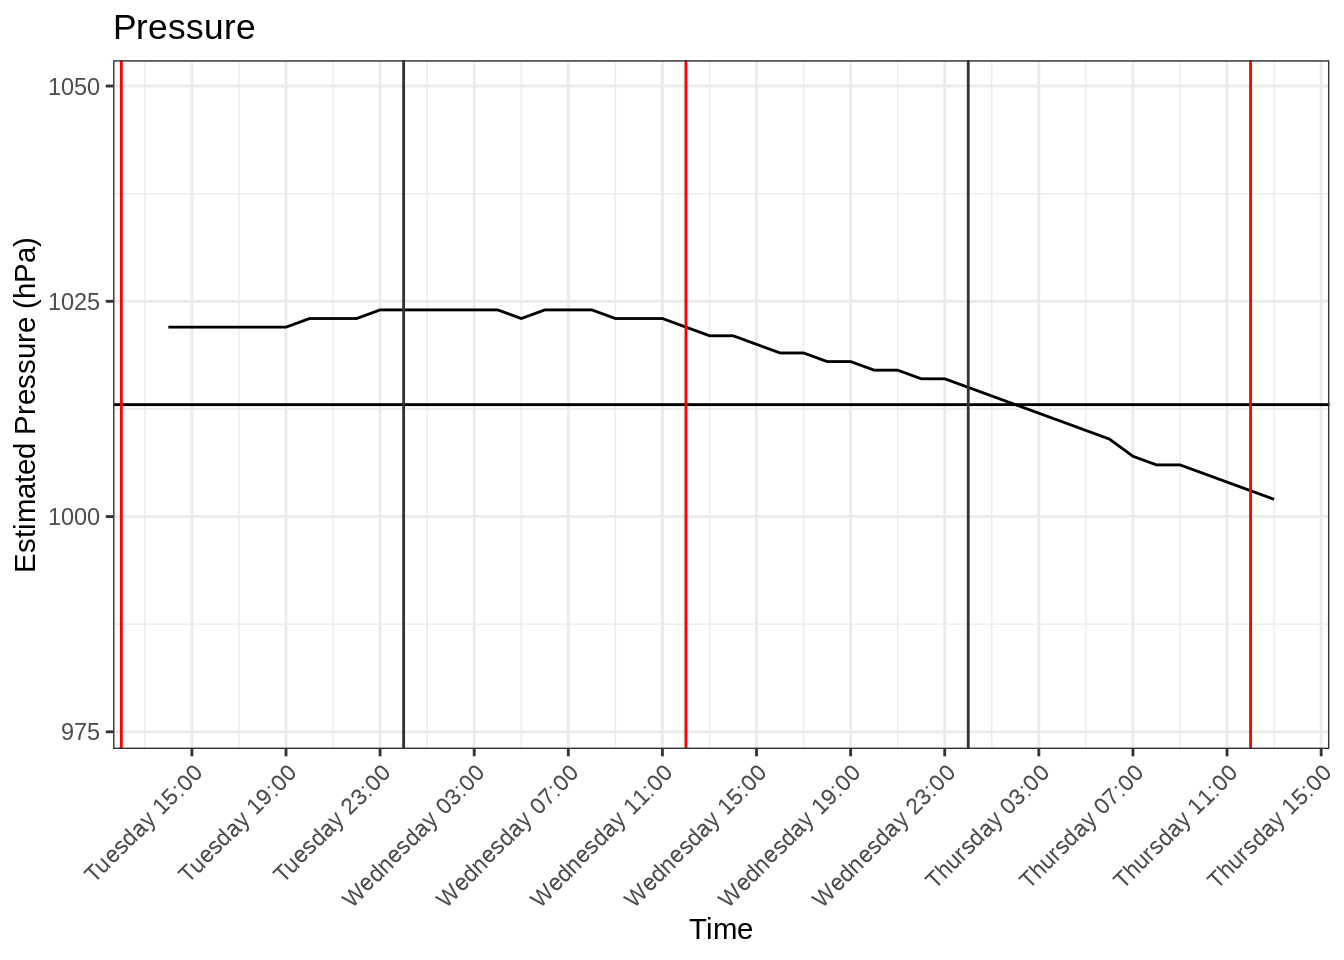 Pressure
Estimated Pressure (hPa)
1050
1025
1000
975
Tuesday 15:00
Tuesday 19:00
Tuesday 23:00
Wednesday 03:00
Wednesday 07:00
Wednesday 11:00
Wednesday 15:00
Wednesday 19:00
Wednesday 23:00
Thursday 03:00
Thursday 07:00
Thursday 11:00
Thursday 15:00
Time